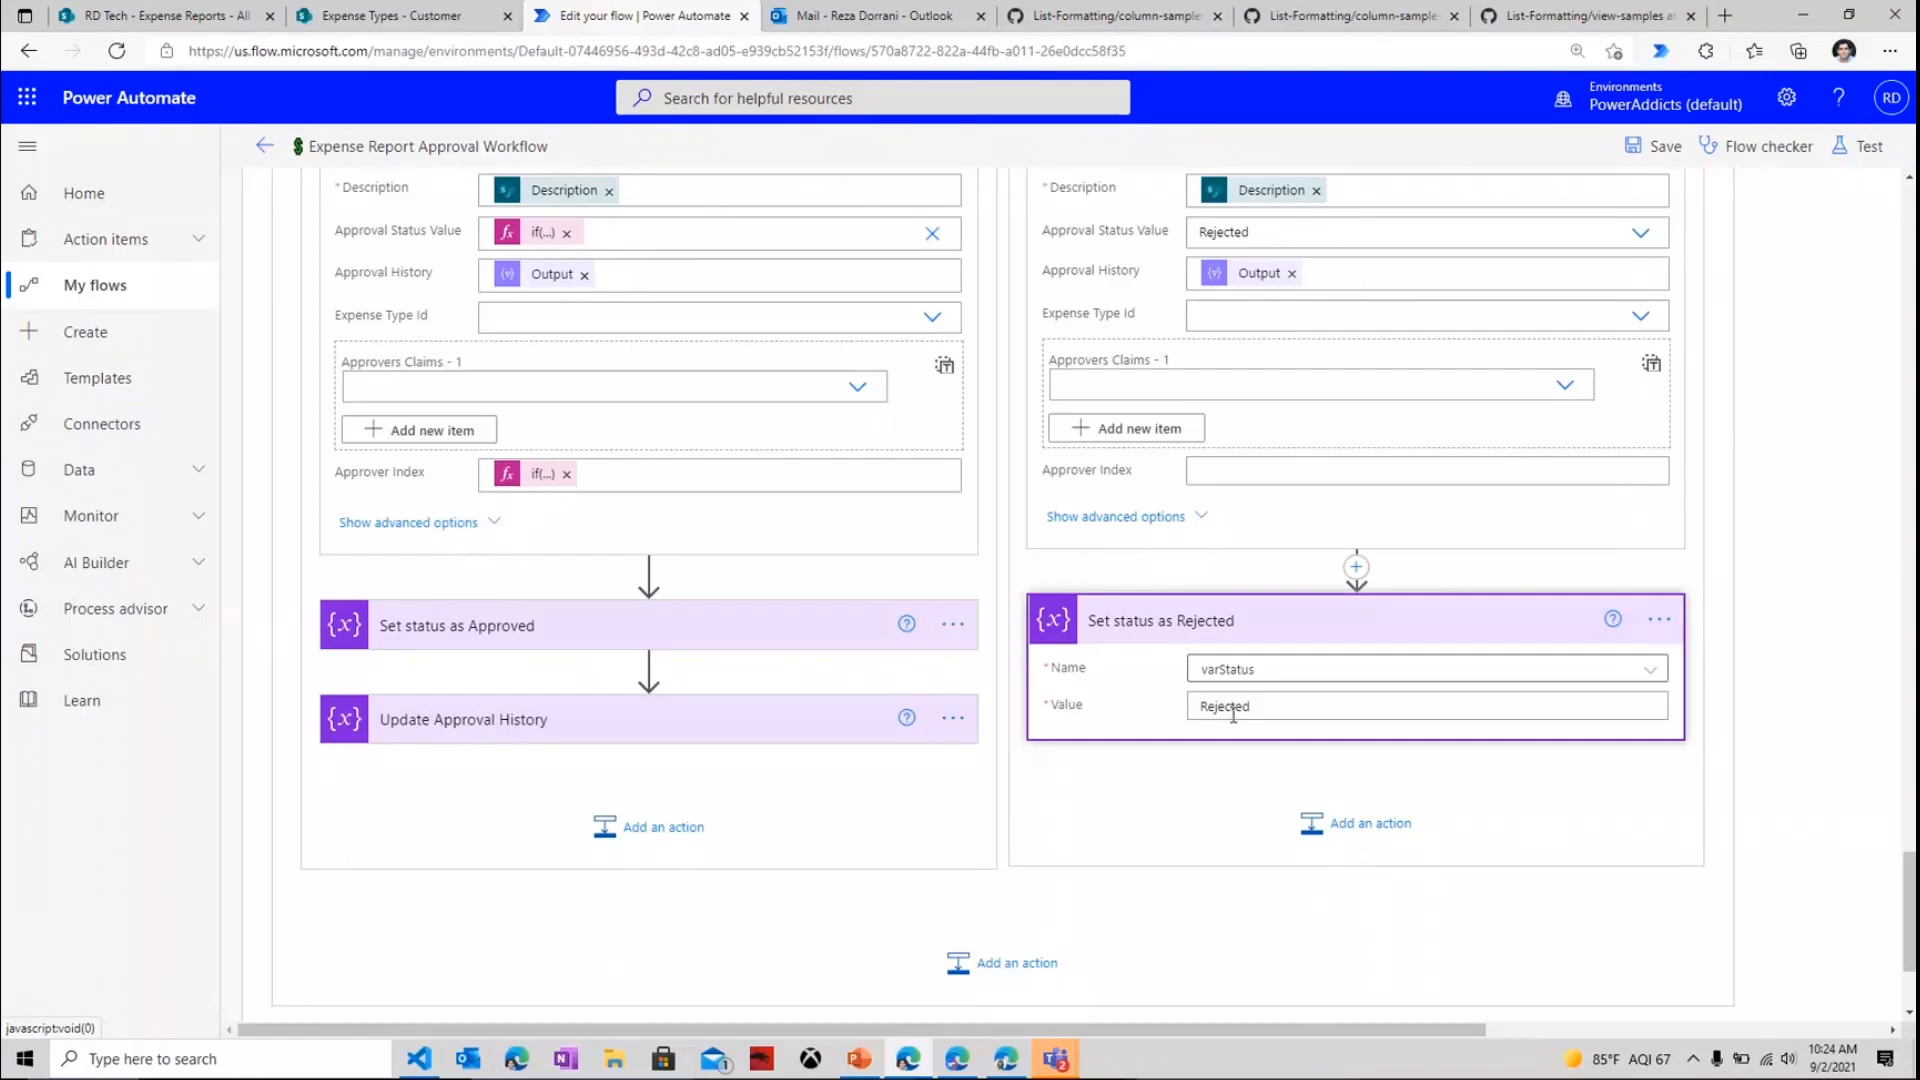 RD Tech - Expense Reports - All
Expense Types - Customer
Edit your flow | Power Automate
Mail - Reza Dorrani - Outlook
List-Formatting/column-sample
List-Formatting/column-sample
List-Formatting/view-samples a
https://us.flow.microsoft.com/manage/environments/Default-07446956-493d-42c8-ad05-e939cb52153f/flows/570a8722-822a-44fb-a011-26e0dcc58f35
Power Automate
Search for helpful resources
Environments
PowerAddicts (default)
RD
$ Expense Report Approval Workflow
Save
Flow checker
Test
Home
Action items
My flows
Create
Templates
Connectors
Data
Monitor
AI Builder
Process advisor
Solutions
Learn
* Description
Description
Approval Status Value
fx if(...)
Approval History
Output
Expense Type Id
Approvers Claims - 1
Add new item
Approver Index
fx if(...)
Show advanced options
{x} Set status as Approved
{x} Update Approval History
Add an action
* Description
Description
Approval Status Value
Rejected
Approval History
Output
Expense Type Id
Approvers Claims - 1
Add new item
Approver Index
Show advanced options
{x} Set status as Rejected
* Name
varStatus
* Value
Rejected
Add an action
Add an action
javascript:void(0)
Type here to search
85°F AQI 67
10:24 AM
9/2/2021